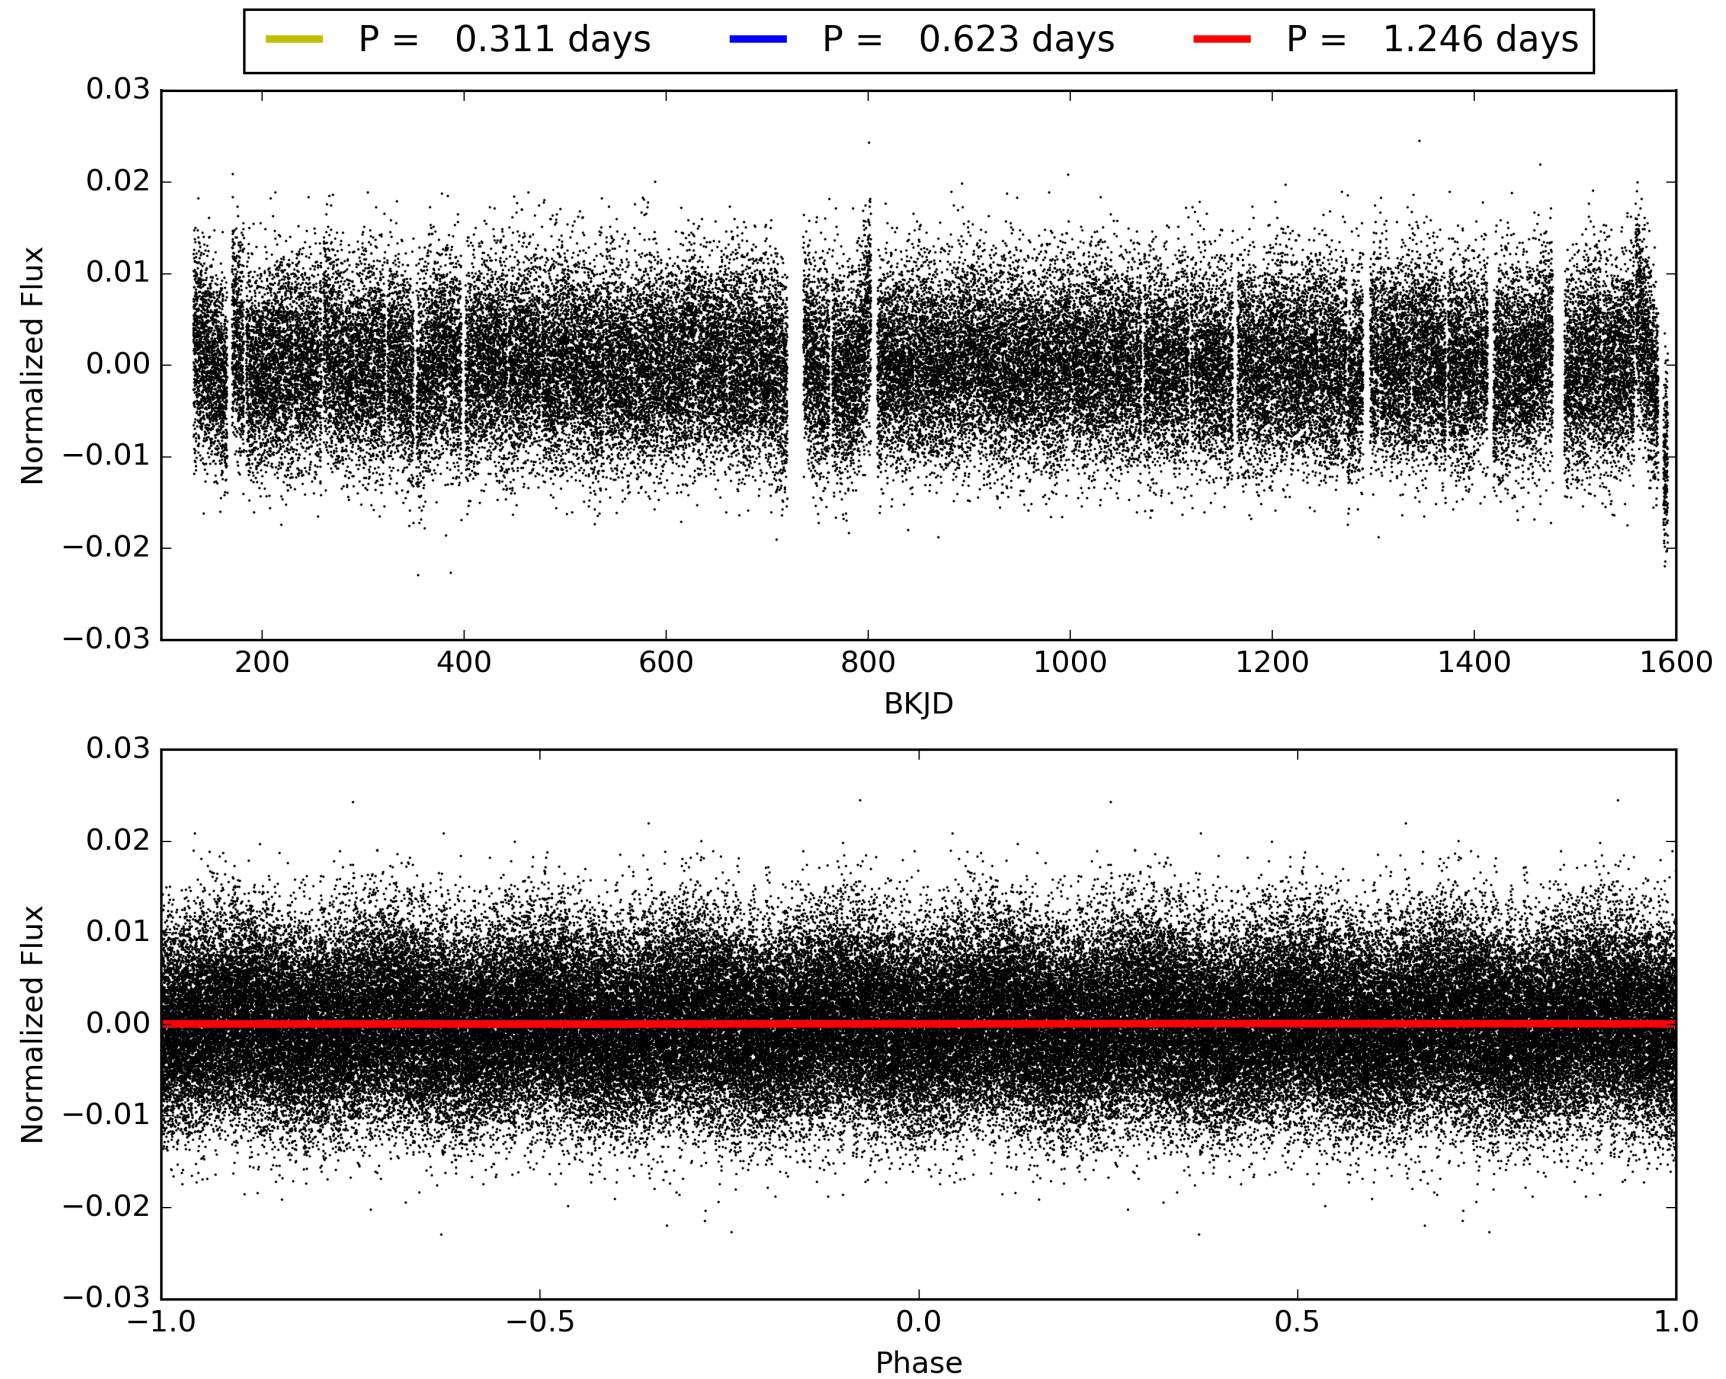 P = 0.311 days P = 0.623 days P = 1.246 days
0.03
0.02
0.01
0.00
−0.01
−0.02
−0.03
Normalized Flux
200 400 600 800 1000 1200 1400 1600
BKJD
0.03
0.02
0.01
0.00
−0.01
−0.02
−0.03
Normalized Flux
−1.0 −0.5 0.0 0.5 1.0
Phase